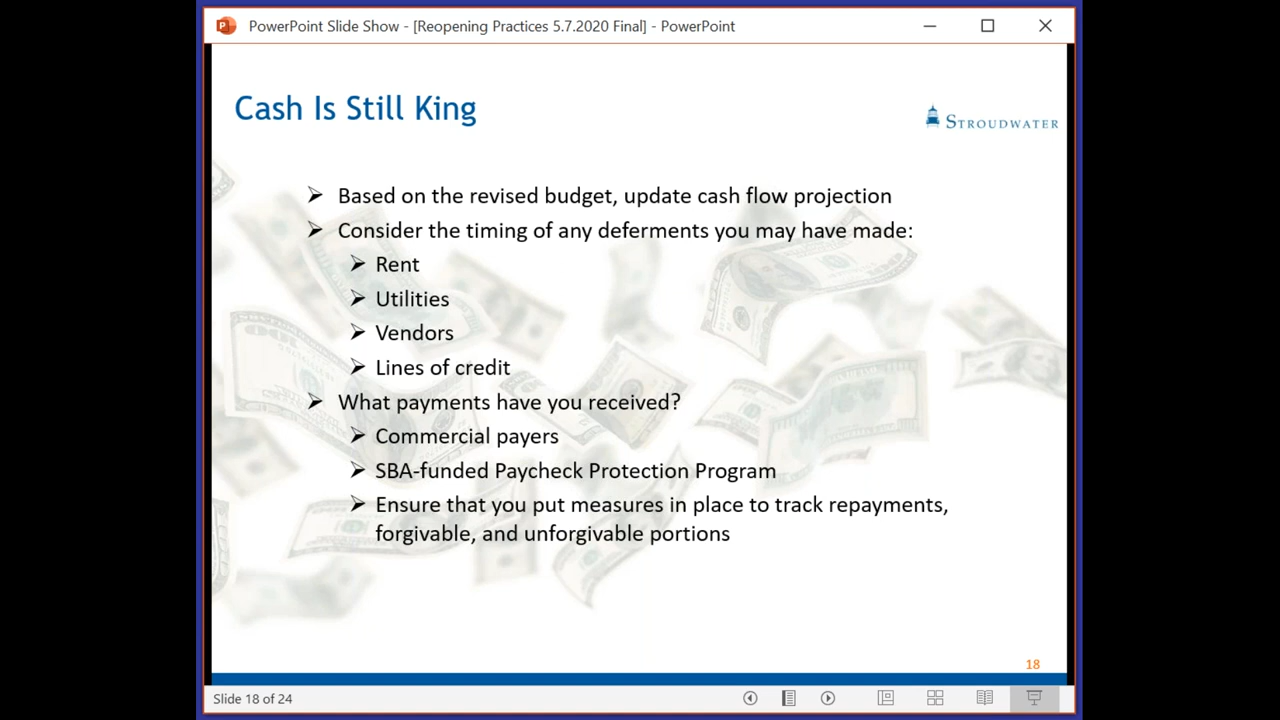 PowerPoint Slide Show - [Reopening Practices 5.7.2020 Final] - PowerPoint
Cash Is Still King
STROUDWATER
Based on the revised budget, update cash flow projection
Consider the timing of any deferments you may have made:
Rent
Utilities
Vendors
Lines of credit
What payments have you received?
Commercial payers
SBA-funded Paycheck Protection Program
Ensure that you put measures in place to track repayments,
forgivable, and unforgivable portions
18
Slide 18 of 24